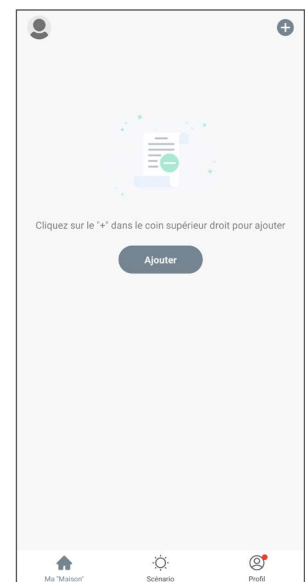 Cliquez sur le "+" dans le coin supérieur droit pour ajouter
Ajouter
Ma "Maison"
Scénario
Profil